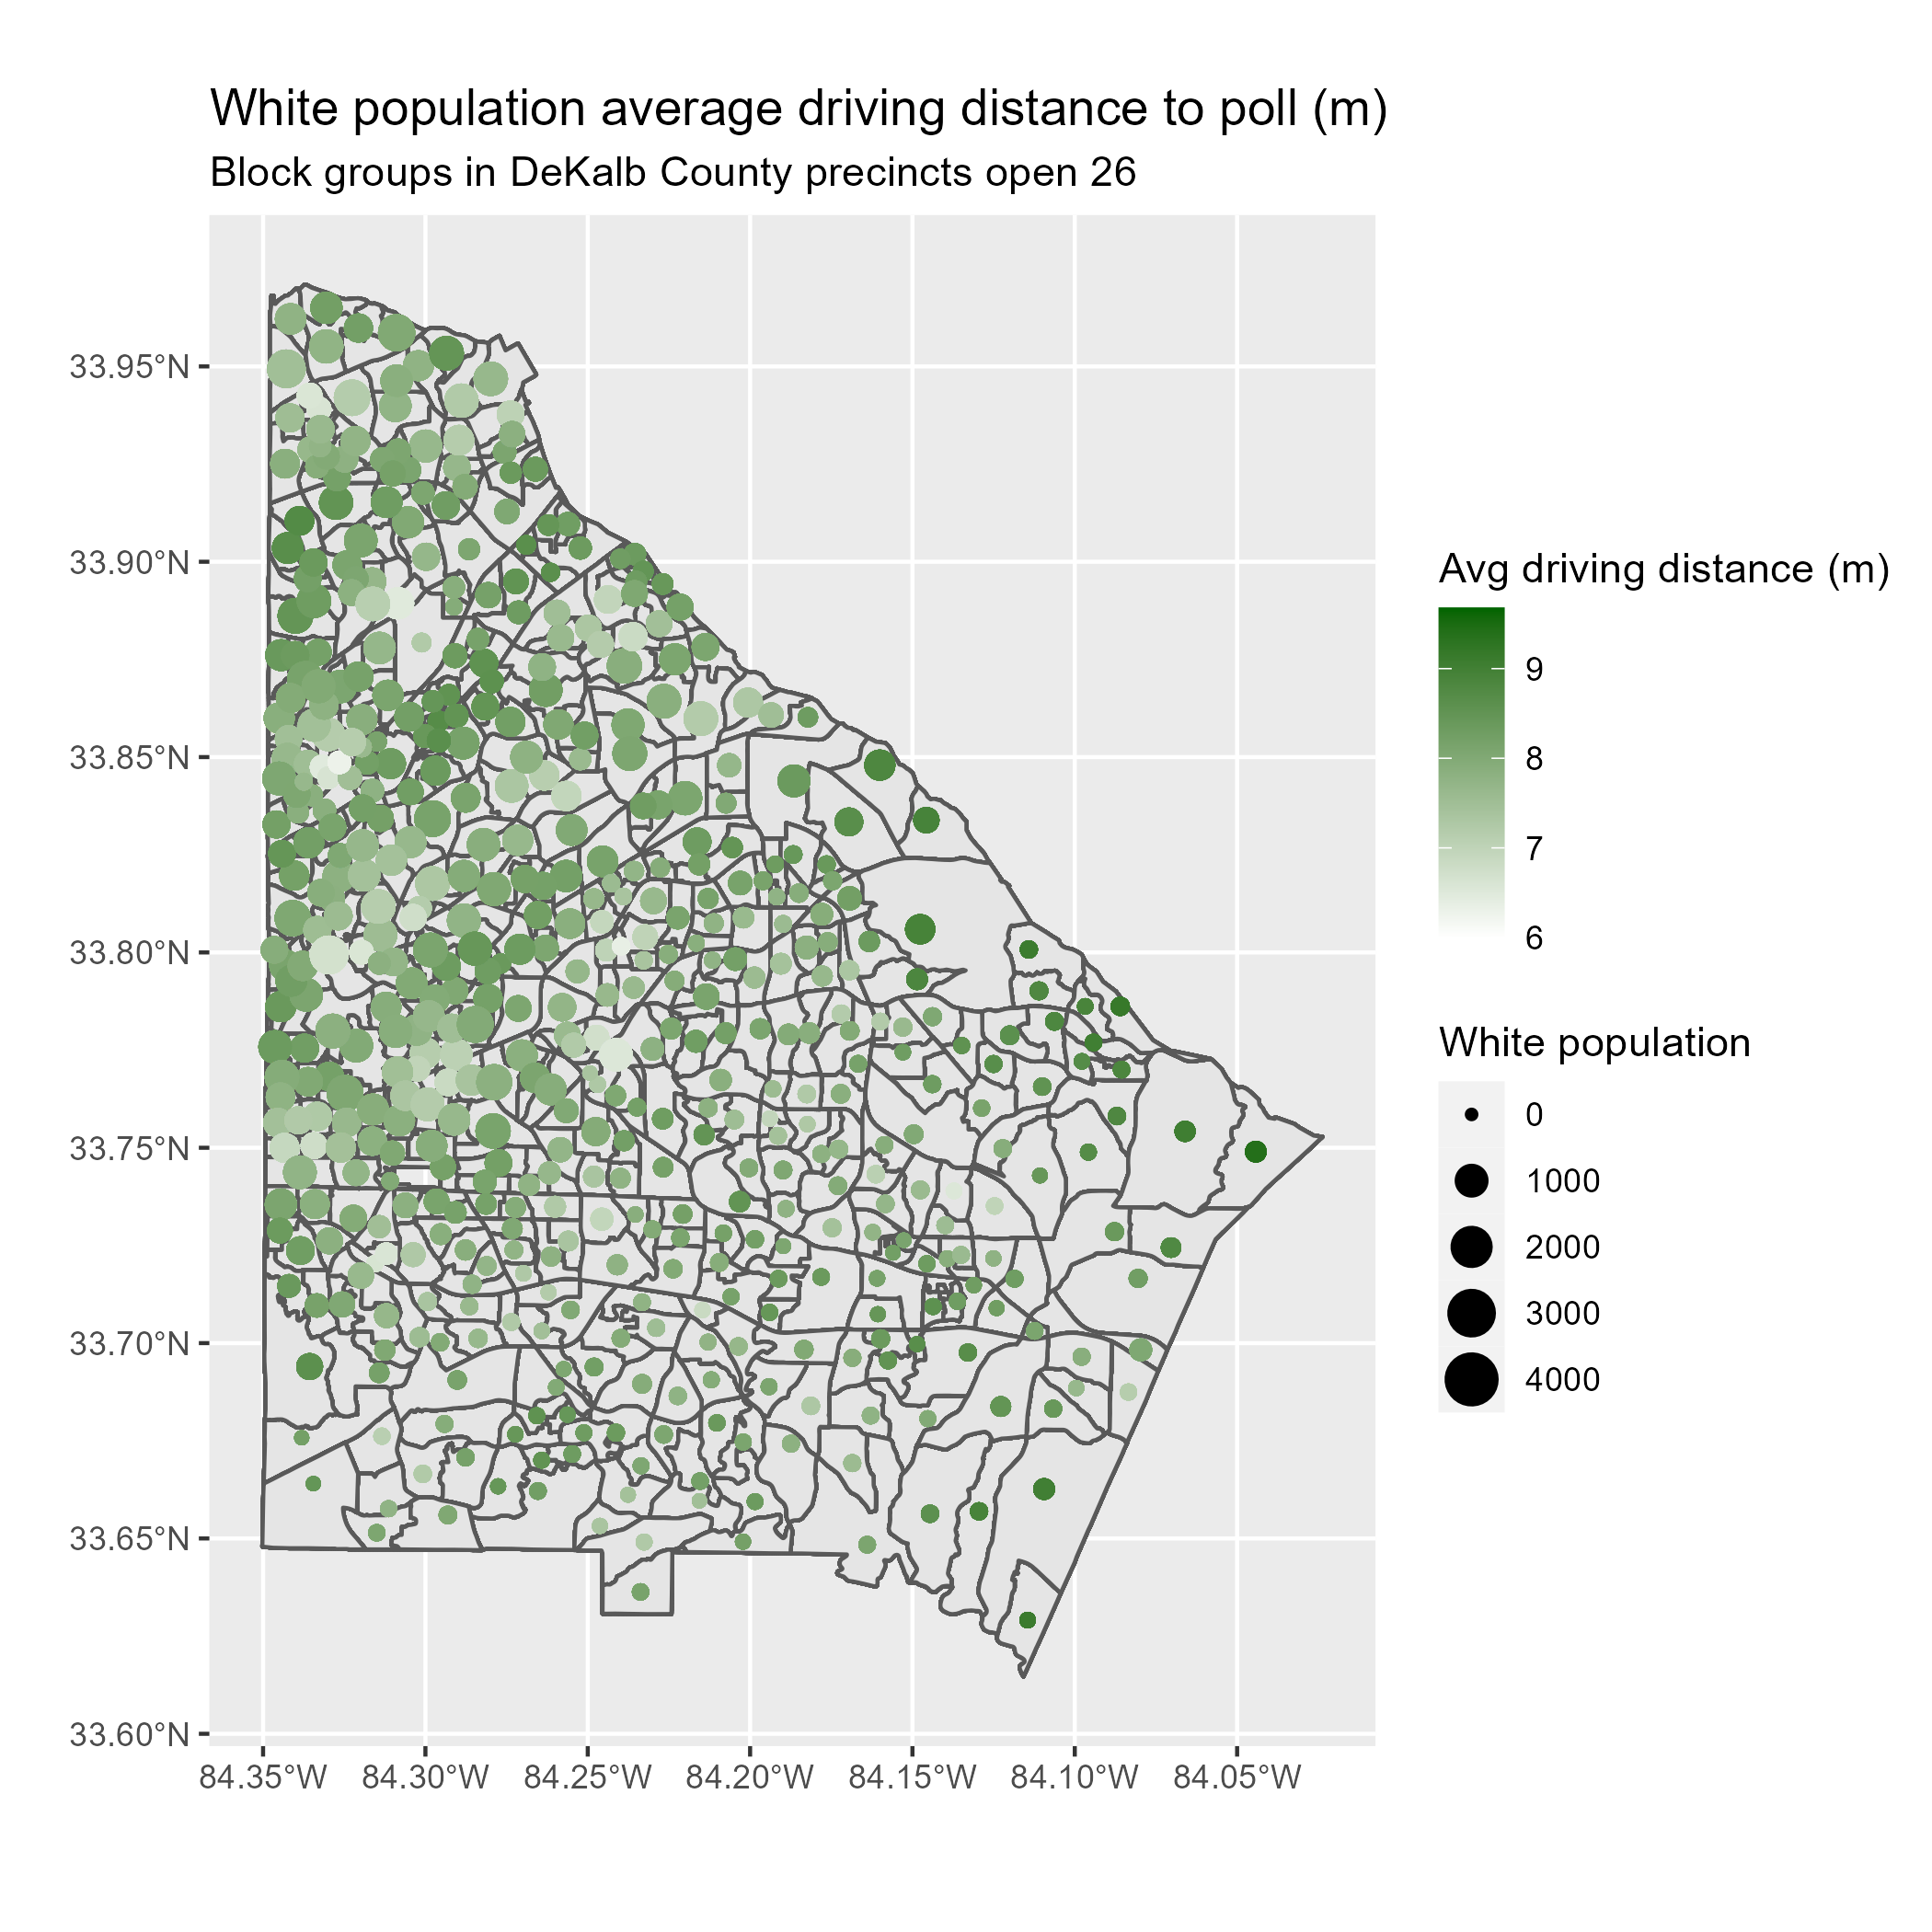 White population average driving distance to poll (m)
Block groups in DeKalb County precincts open 26
33.95°N
33.90°N
33.85°N
33.80°N
33.75°N
33.70°N
33.65°N
33.60°N
84.35°W
84.30°W
84.25°W
84.20°W
84.15°W
84.10°W
84.05°W
Avg driving distance (m)
9
8
7
6
White population
0
1000
2000
3000
4000